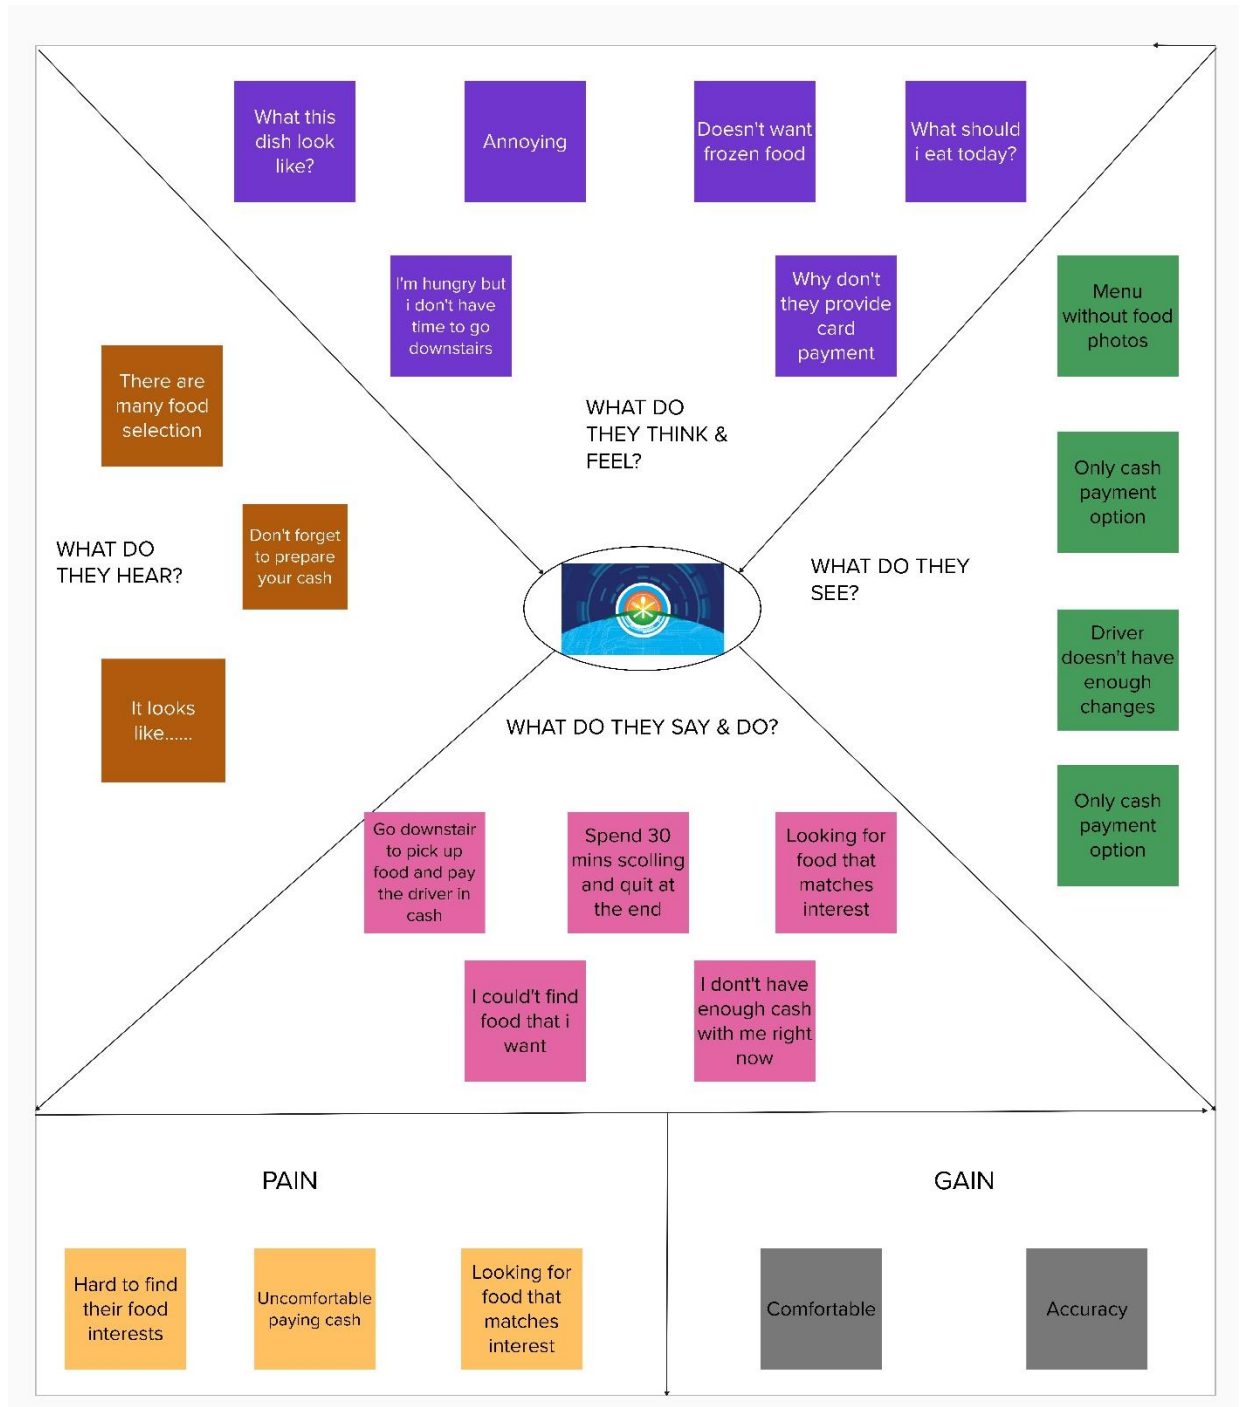 What this
dish look
like?
Annoying
Doesn't want
frozen food
What should
i eat today?
I'm hungry but
i don't have
time to go
downstairs
Why don't
they provide
card
payment
Menu
without food
photos
There are
many food
selection
WHAT DO
THEY THINK &
FEEL?
Only cash
payment
option
Don't forget
to prepare
your cash
WHAT DO
THEY HEAR?
WHAT DO THEY
SEE?
Driver
doesn't have
enough
changes
It looks
like......
WHAT DO THEY SAY & DO?
Only cash
payment
option
Go downstair
to pick up
food and pay
the driver in
cash
Spend 30
mins scolling
and quit at
the end
Looking for
food that
matches
interest
I could't find
food that i
want
I dont't have
enough cash
with me right
now
PAIN
GAIN
Hard to find
their food
interests
Uncomfortable
paying cash
Looking for
food that
matches
interest
Comfortable
Accuracy